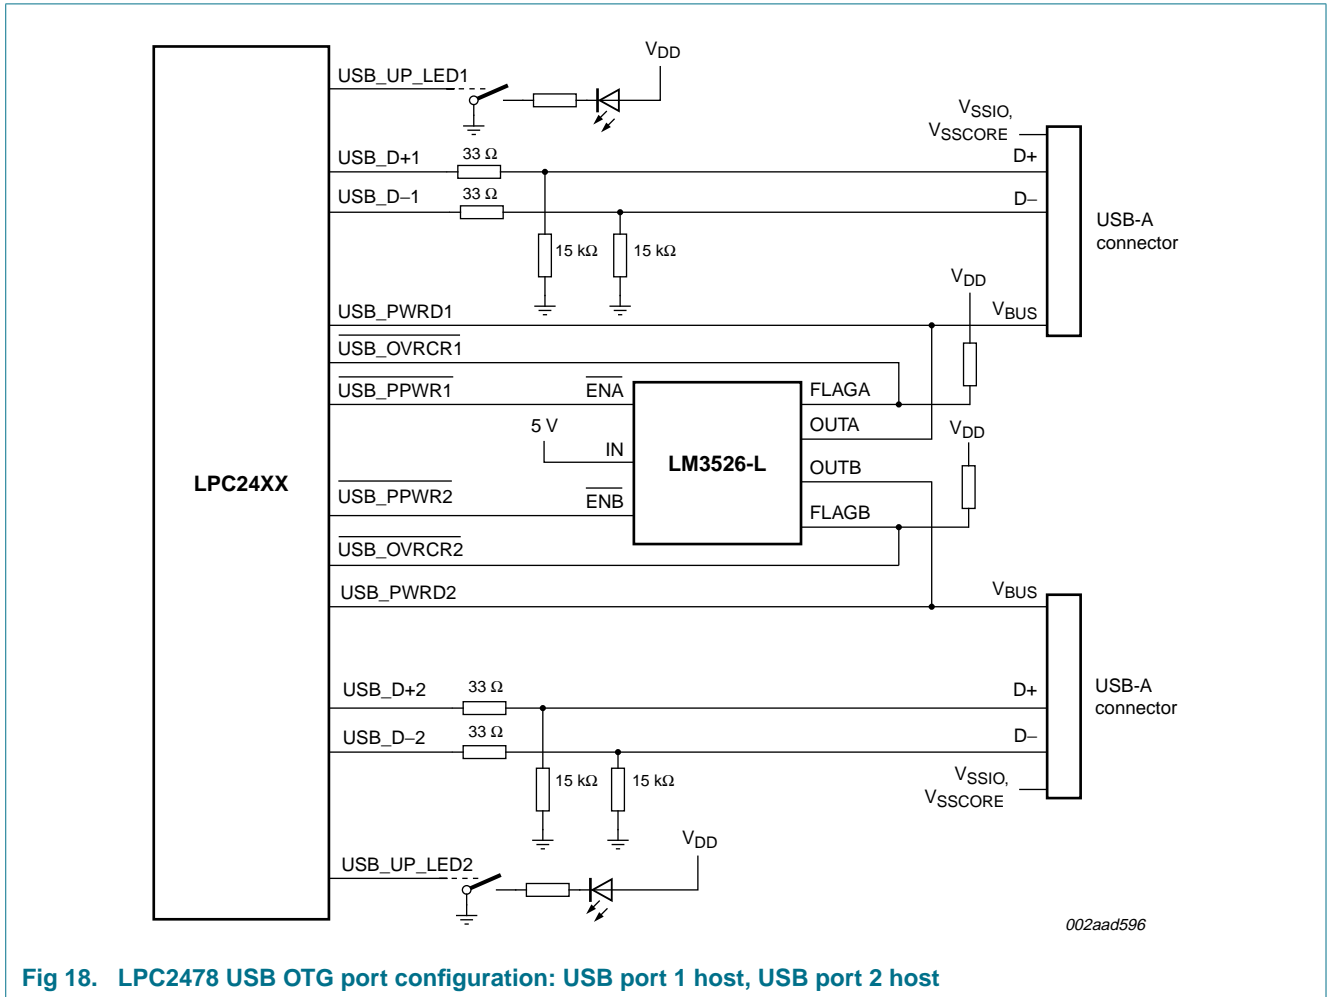 USB_UP_LED1
VDD
VSSIO,
VSSCORE
USB_D+1
33 Ω
D+
USB_D−1
33 Ω
D−
USB-A
connector
15 kΩ
15 kΩ
VDD
USB_PWRD1
VBUS
USB_OVRCR1
USB_PPWR1
ENA
FLAGA
5 V
OUTA
VDD
IN
LM3526-L
OUTB
LPC24XX
USB_PPWR2
ENB
FLAGB
USB_OVRCR2
USB_PWRD2
VBUS
USB_D+2
33 Ω
D+
USB-A
connector
USB_D−2
33 Ω
D−
15 kΩ
15 kΩ
VSSIO,
VSSCORE
VDD
USB_UP_LED2
002aad596
Fig 18. LPC2478 USB OTG port configuration: USB port 1 host, USB port 2 host